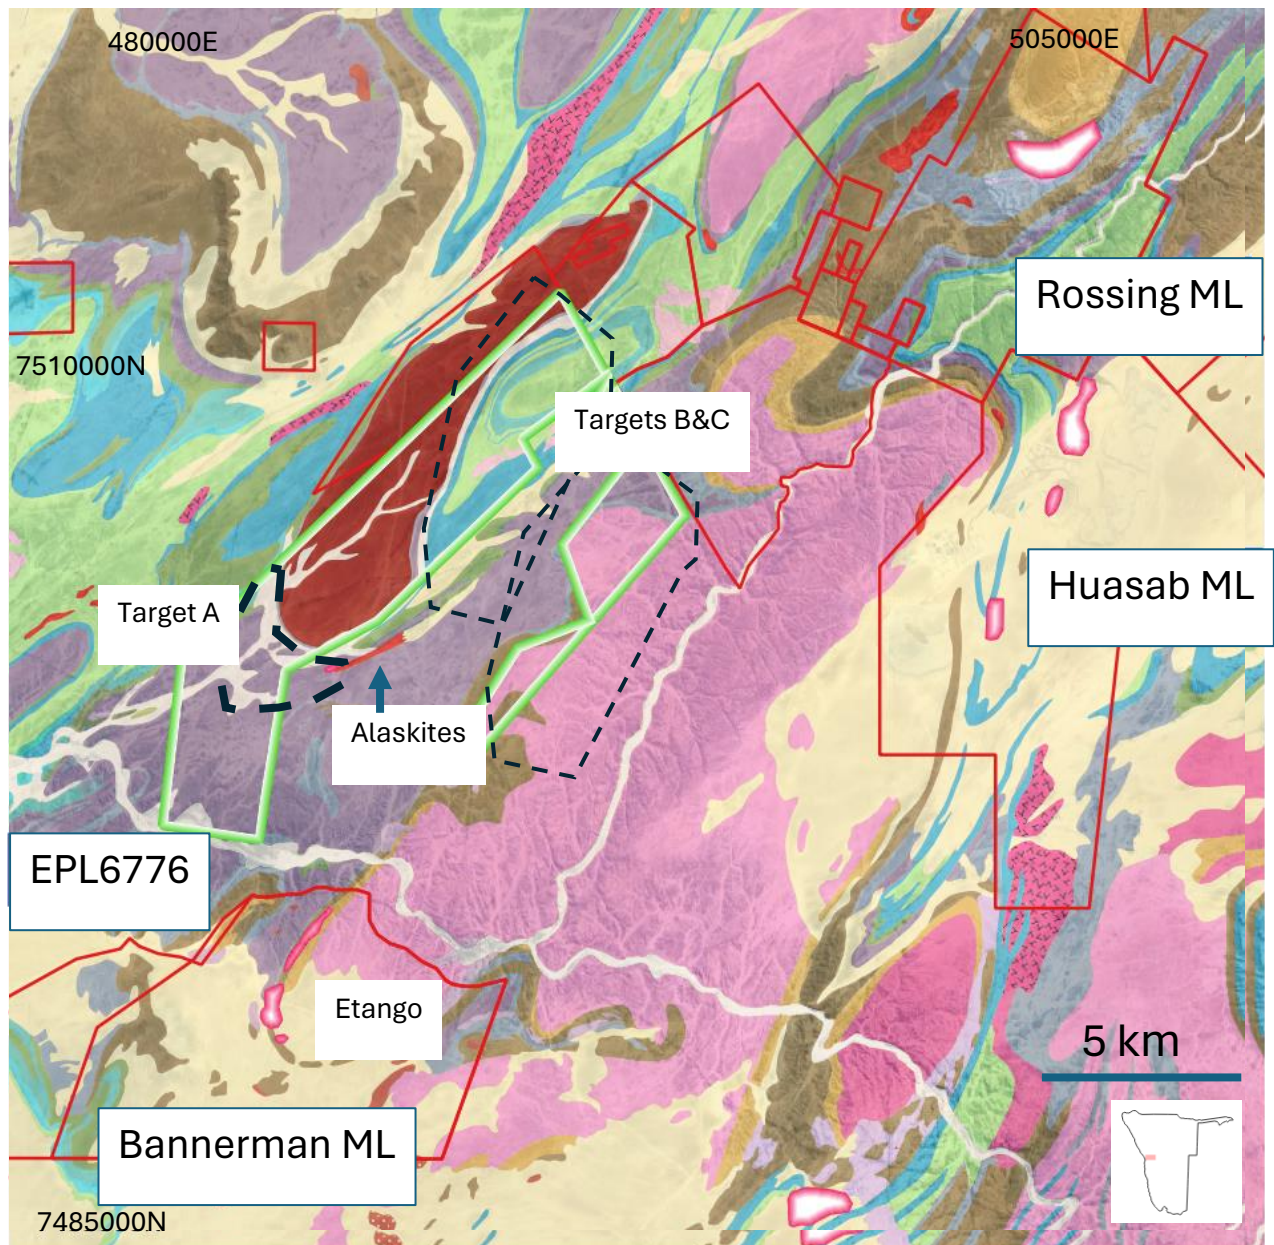 480000E
505000E
Rossing ML
7510000N
Targets B&C
Huasab ML
Target A
Alaskites
EPL6776
Etango
5 km
Bannerman ML
7485000N